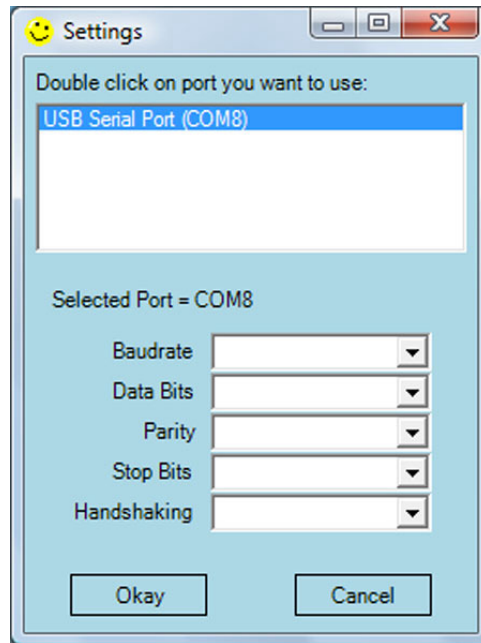 Settings
Double click on port you want to use:
USB Serial Port (COM8)
Selected Port = COM8
Baudrate
Data Bits
Parity
Stop Bits
Handshaking
Okay Cancel